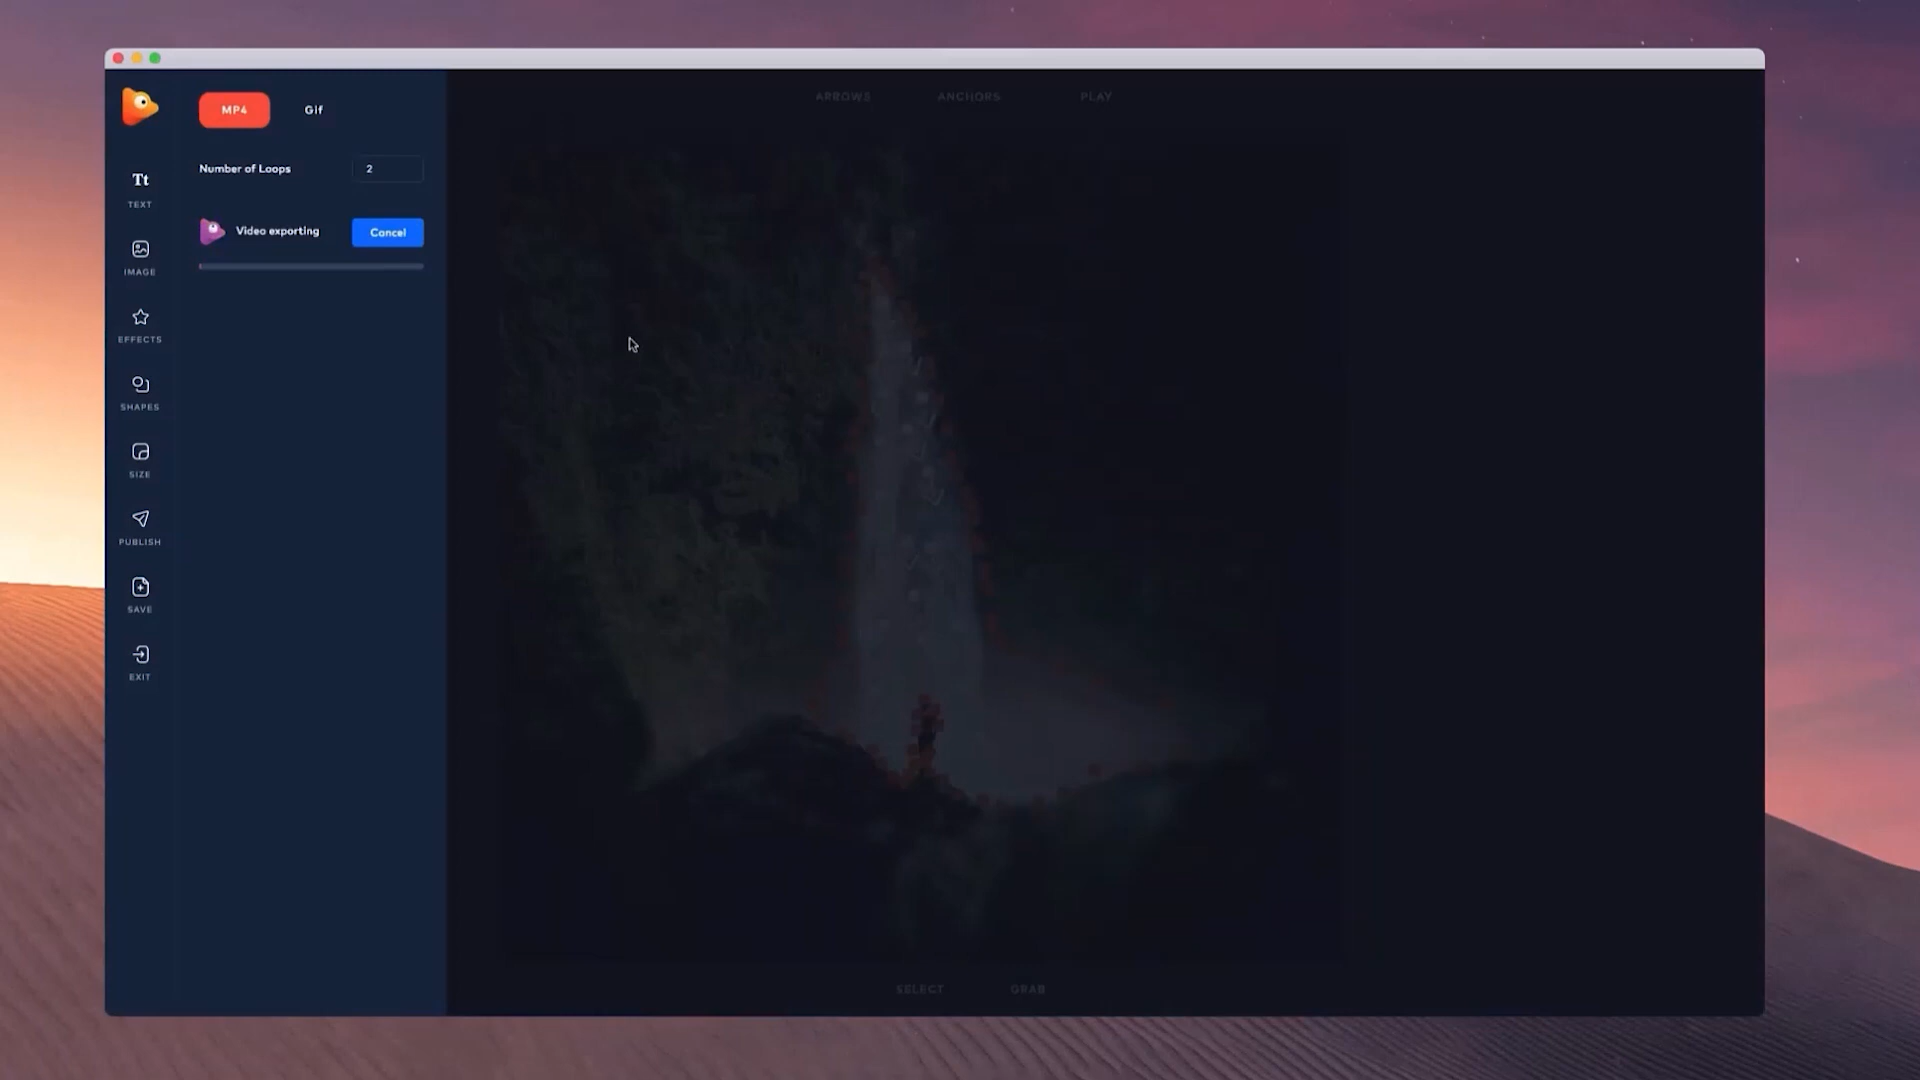 MP4
Gif
Number of Loops
2
Video exporting
Cancel
Tt
TEXT
IMAGE
EFFECTS
SHAPES
SIZE
PUBLISH
SAVE
EXIT
ARROWS
ANCHORS
PLAY
SELECT
GRAB